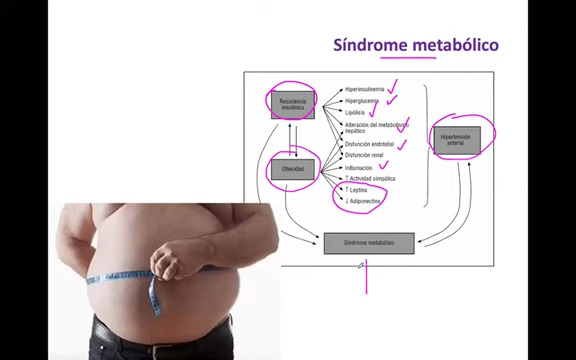 Síndrome metabólico
Resistencia
insulínica
Obecidad
Hiperinsulinemia
Hiperglucemia
Lipólisis
Alteración del metabolismo
hepático
Disfunción endotelial
Disfunción renal
Inflamación
↑ Actividad simpática
↑ Leptina
↓ Adiponectina
Hipertensión
arterial
Síndrome metabólico